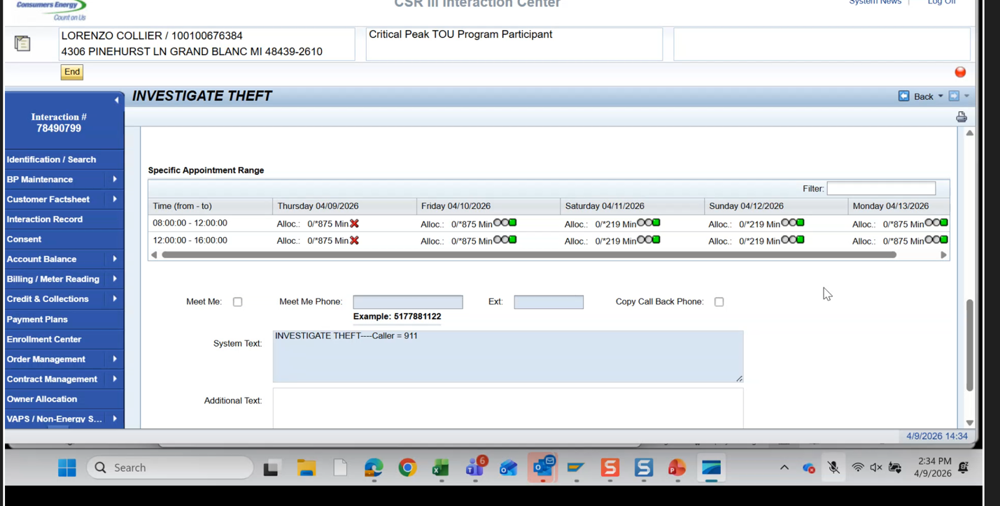 Consumers Energy
Count on Us
CSR III Interaction Center
System News | Log Off
LORENZO COLLIER / 100100676384
4306 PINEHURST LN GRAND BLANC MI 48439-2610
Critical Peak TOU Program Participant
End
INVESTIGATE THEFT
Back
Interaction #
78490799
Identification / Search
BP Maintenance
Customer Factsheet
Interaction Record
Consent
Account Balance
Billing / Meter Reading
Credit & Collections
Payment Plans
Enrollment Center
Order Management
Contract Management
Owner Allocation
VAPS / Non-Energy S...
Specific Appointment Range
Filter:
Time (from - to) Thursday 04/09/2026 Friday 04/10/2026 Saturday 04/11/2026 Sunday 04/12/2026 Monday 04/13/2026
08:00:00 - 12:00:00 Alloc.: 0/*875 Min Alloc.: 0/*875 Min Alloc.: 0/*219 Min Alloc.: 0/*219 Min Alloc.: 0/*875 Min
12:00:00 - 16:00:00 Alloc.: 0/*875 Min Alloc.: 0/*875 Min Alloc.: 0/*219 Min Alloc.: 0/*219 Min Alloc.: 0/*875 Min
Meet Me: Meet Me Phone: Ext: Copy Call Back Phone:
Example: 5177881122
System Text: INVESTIGATE THEFT----Caller = 911
Additional Text:
4/9/2026 14:34
Search
6
2:34 PM
4/9/2026